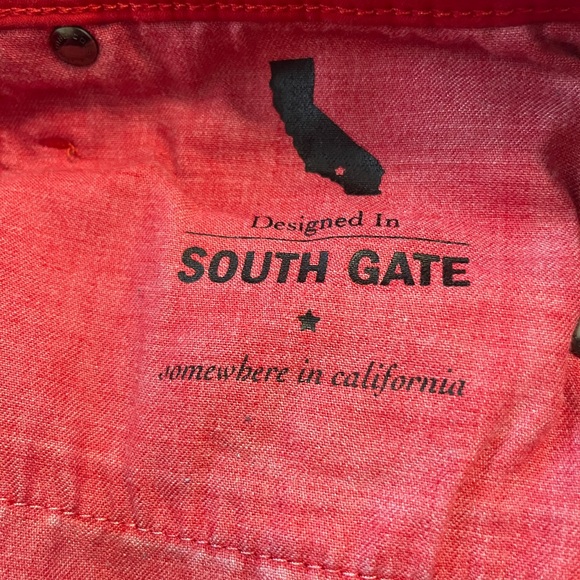 Designed In
SOUTH GATE
somewhere in california